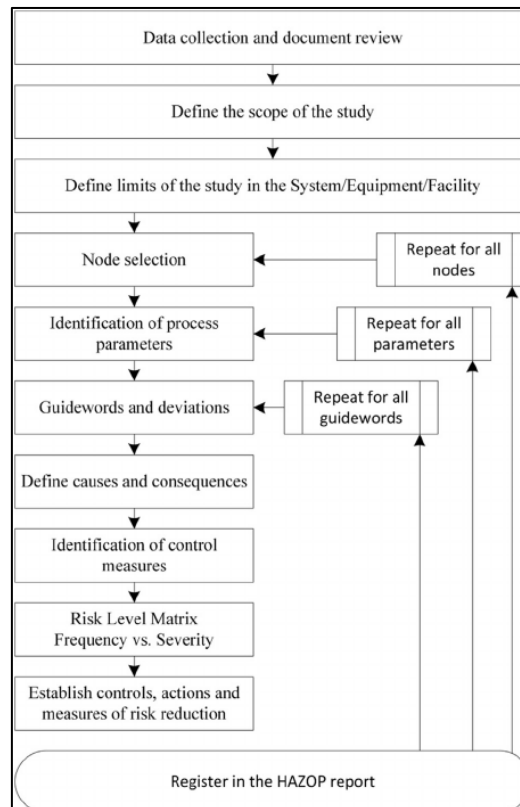 Data collection and document review
Define the scope of the study
Define limits of the study in the System/Equipment/Facility
Node selection
Repeat for all
nodes
Identification of process
parameters
Repeat for all
parameters
Guidewords and deviations
Repeat for all
guidewords
Define causes and consequences
Identification of control
measures
Risk Level Matrix
Frequency vs. Severity
Establish controls, actions and
measures of risk reduction
Register in the HAZOP report